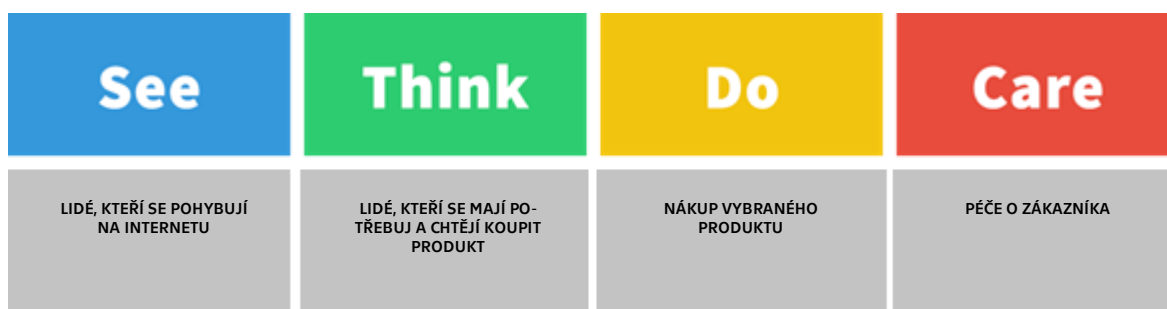 See
Think
Do
Care
LIDÉ, KTEŘÍ SE POHYBUJÍ
NA INTERNETU
LIDÉ, KTEŘÍ SE MAJÍ PO-
TŘEBUJ A CHTĚJÍ KOUPIT
PRODUKT
NÁKUP VYBRANÉHO
PRODUKTU
PÉČE O ZÁKAZNÍKA